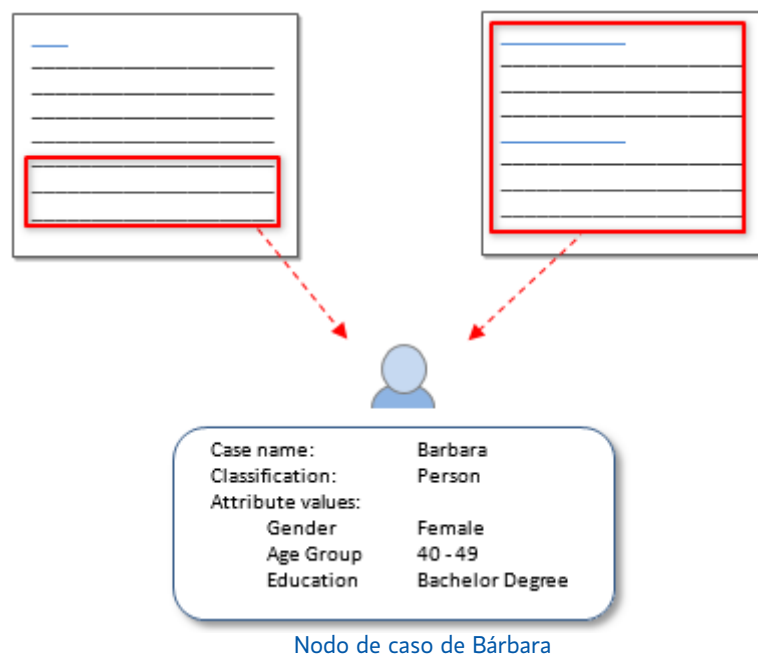 Case name: Barbara
Classification: Person
Attribute values:
Gender Female
Age Group 40 - 49
Education Bachelor Degree
Nodo de caso de Bárbara